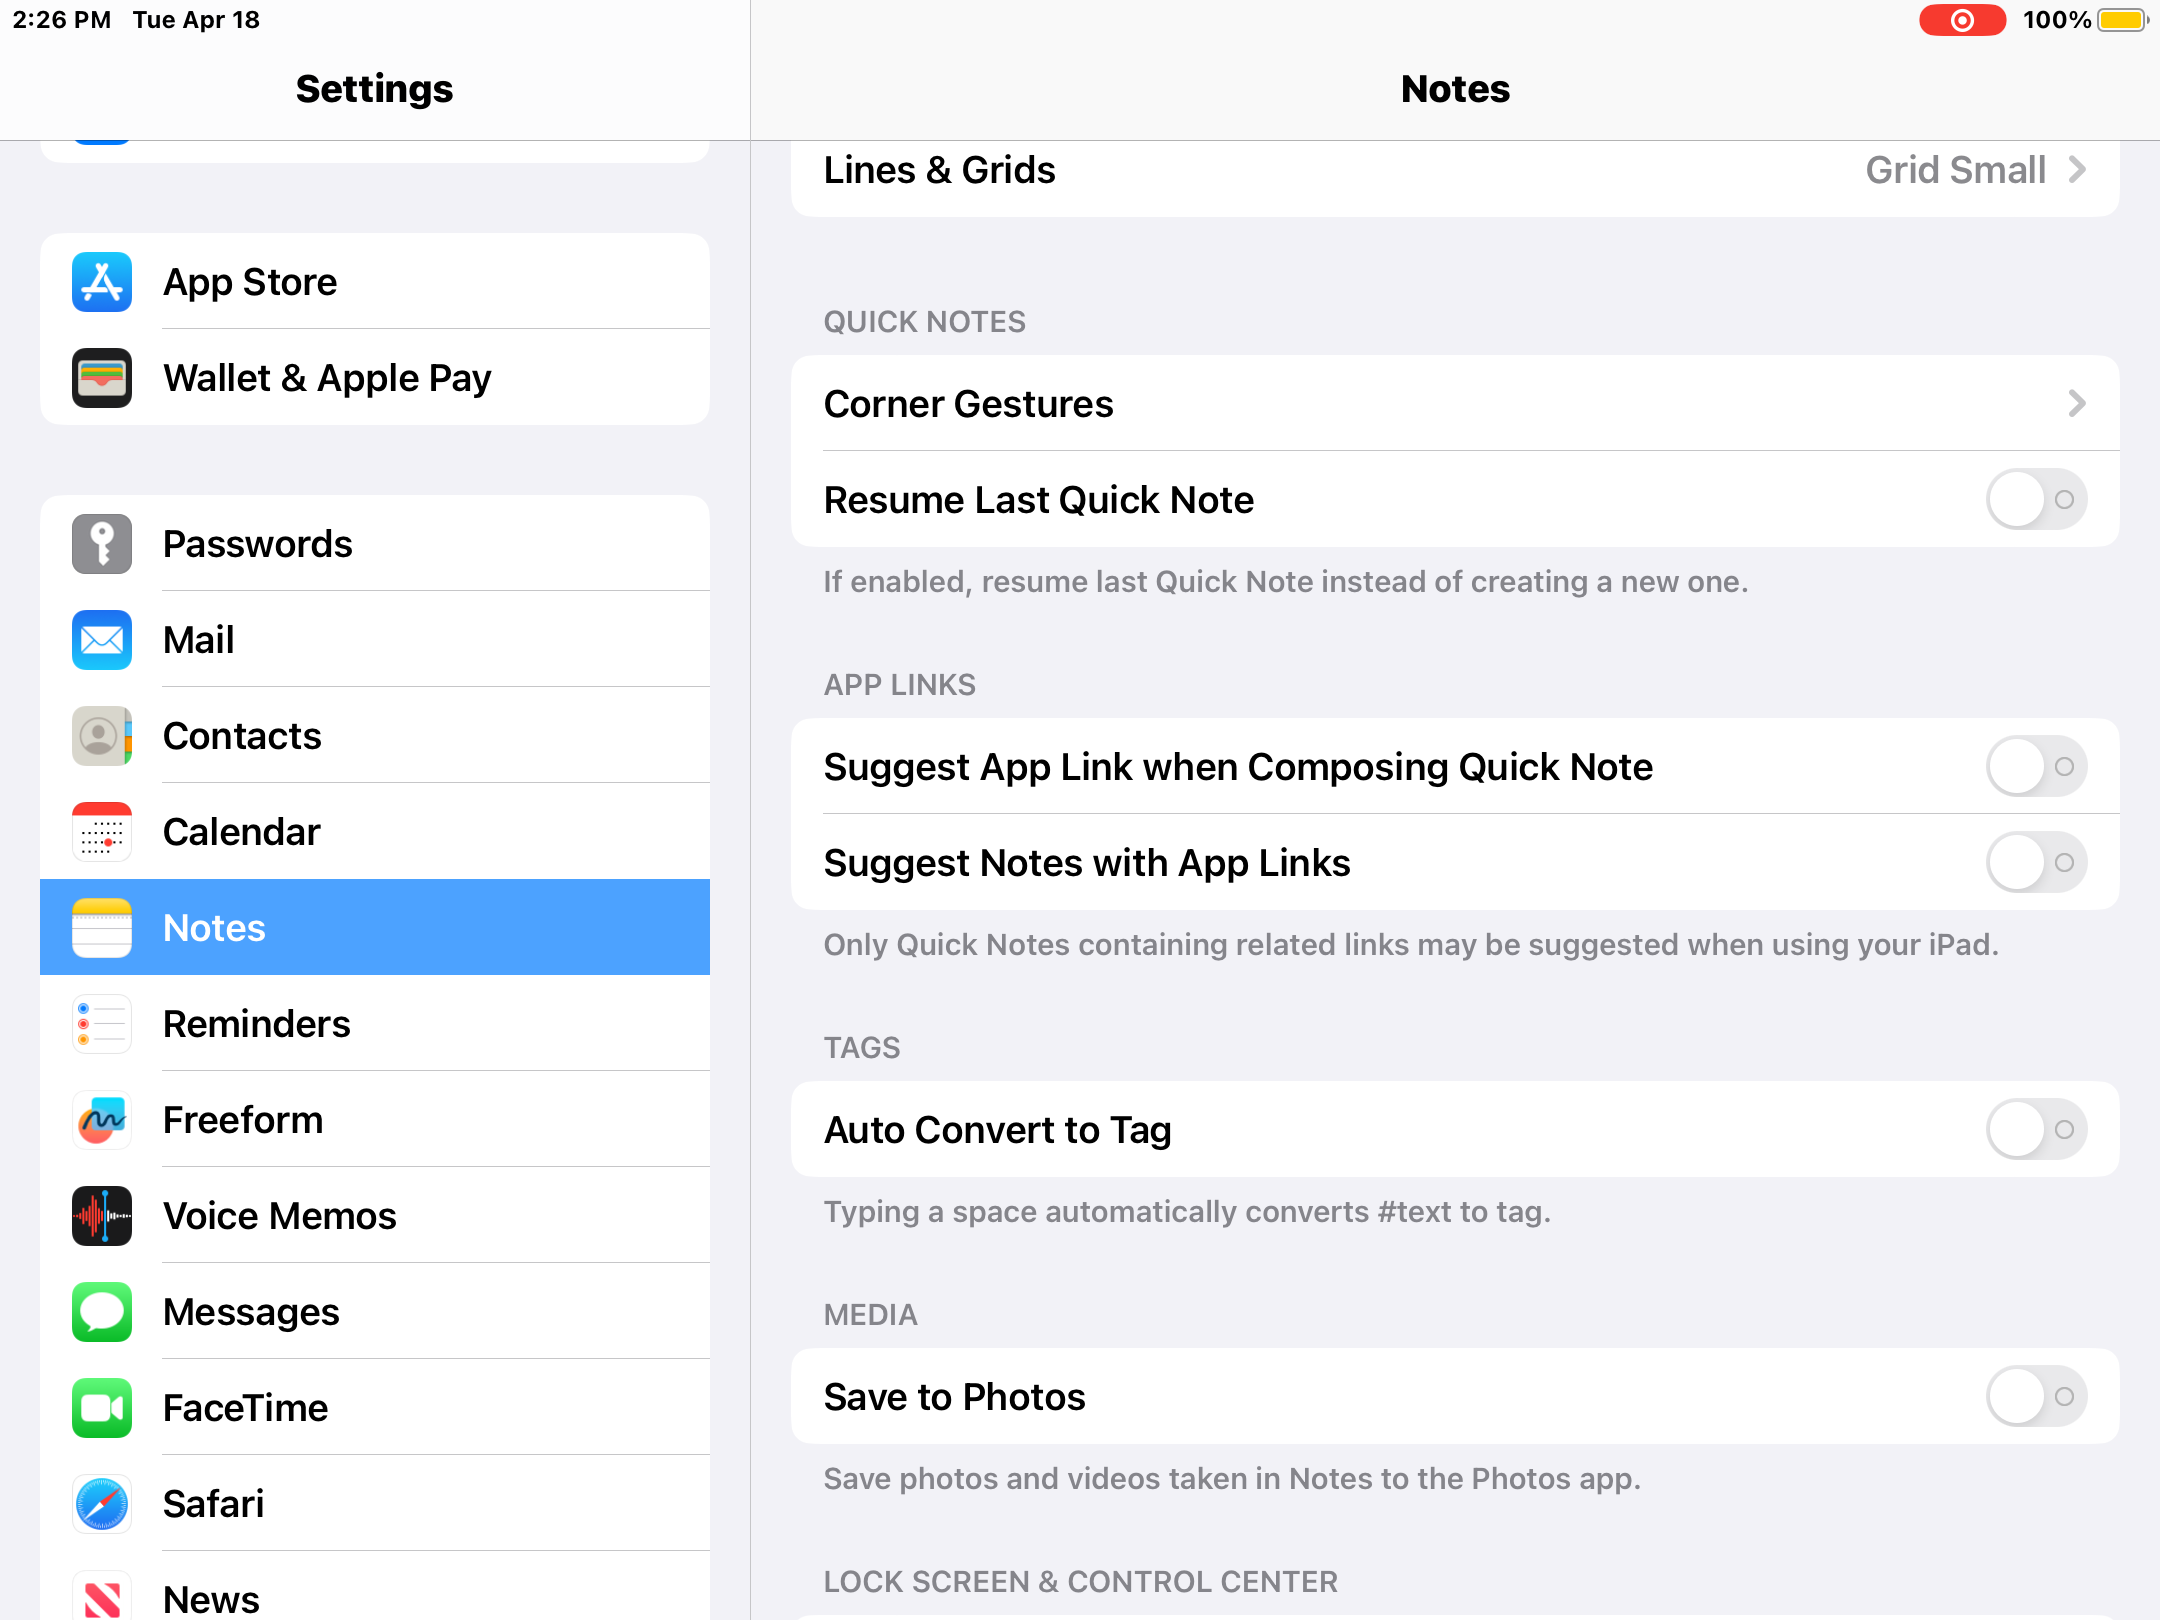 2:26 PM Tue Apr 18
100%
Settings
Notes
App Store
Wallet & Apple Pay
Passwords
Mail
Contacts
Calendar
Notes
Reminders
Freeform
Voice Memos
Messages
FaceTime
Safari
News
Lines & Grids Grid Small
QUICK NOTES
Corner Gestures
Resume Last Quick Note
If enabled, resume last Quick Note instead of creating a new one.
APP LINKS
Suggest App Link when Composing Quick Note
Suggest Notes with App Links
Only Quick Notes containing related links may be suggested when using your iPad.
TAGS
Auto Convert to Tag
Typing a space automatically converts #text to tag.
MEDIA
Save to Photos
Save photos and videos taken in Notes to the Photos app.
LOCK SCREEN & CONTROL CENTER